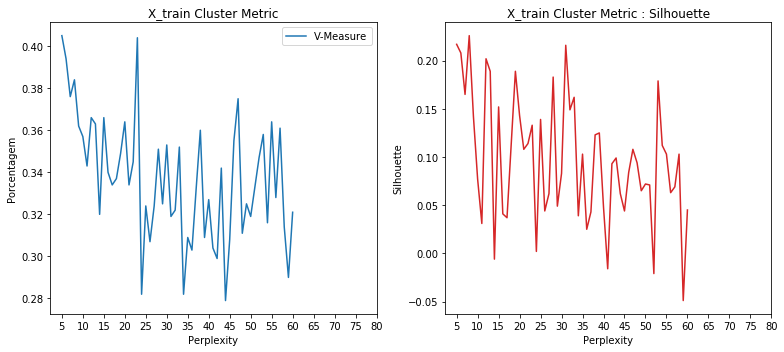 X_train Cluster Metric
V-Measure
Porcentagem
0.40
0.38
0.36
0.34
0.32
0.30
0.28
5 10 15 20 25 30 35 40 45 50 55 60 65 70 75 80
Perplexity
X_train Cluster Metric : Silhouette
Silhouette
0.20
0.15
0.10
0.05
0.00
−0.05
5 10 15 20 25 30 35 40 45 50 55 60 65 70 75 80
Perplexity